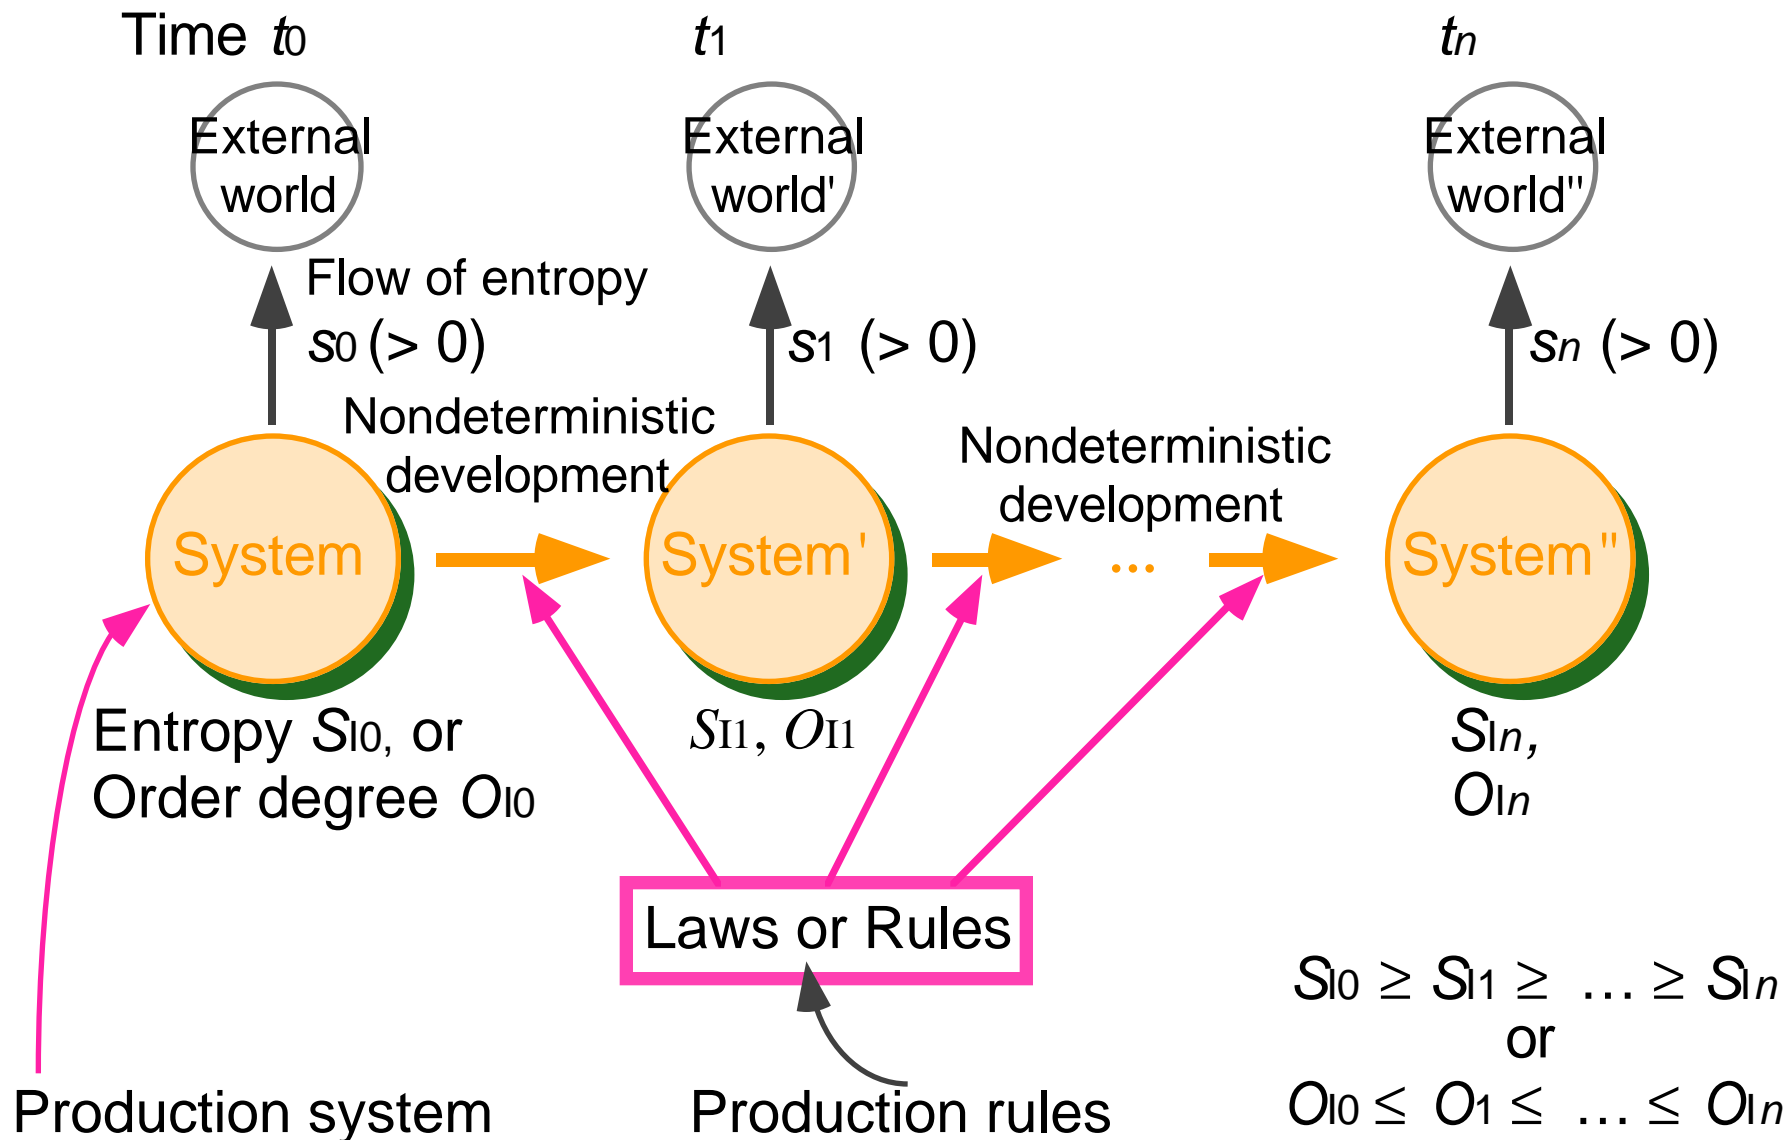 Time t0
t1
tn
External
world
External
world'
External
world''
Flow of entropy
s0 (> 0)
s1 (> 0)
sn (> 0)
Nondeterministic
development
Nondeterministic
development
System
System'
...
System''
Entropy SI0, or
Order degree OI0
SI1, OI1
SIn,
OIn
Laws or Rules
SI0 ≥ SI1 ≥ … ≥ SIn
or
OI0 ≤ O1 ≤ … ≤ OIn
Production system
Production rules